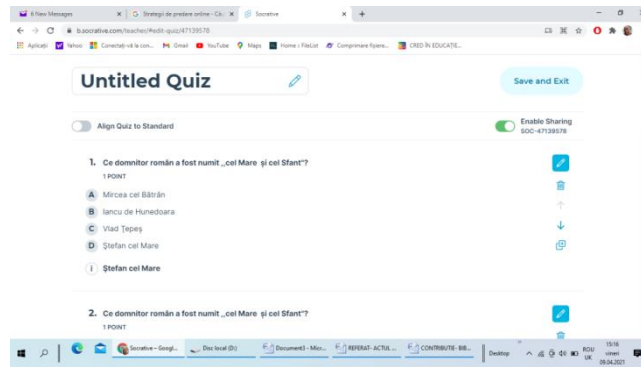 6 New Messages
Strategii de predare online - Co..
Socrative
b.socrative.com/teacher/#edit-quiz/47139578
Aplicații
Yahoo
Conectați-vă la con...
Gmail
YouTube
Maps
Home \ FileList
Comprimare fișiere...
CRED ÎN EDUCAȚIE...
Untitled Quiz
Save and Exit
Align Quiz to Standard
Enable Sharing
SOC-47139578
1. Ce domnitor român a fost numit ,,cel Mare și cel Sfant"?
1 POINT
A Mircea cel Bătrân
B Iancu de Hunedoara
C Vlad Țepeș
D Ștefan cel Mare
i Ștefan cel Mare
2. Ce domnitor român a fost numit ,,cel Mare și cel Sfant"?
1 POINT
Socrative - Googl...
Disc local (D:)
Document3 - Micr...
REFERAT- ACTUL ...
CONTRIBUTIE- BIB...
Desktop
ROU
UK
15:16
vineri
09.04.2021